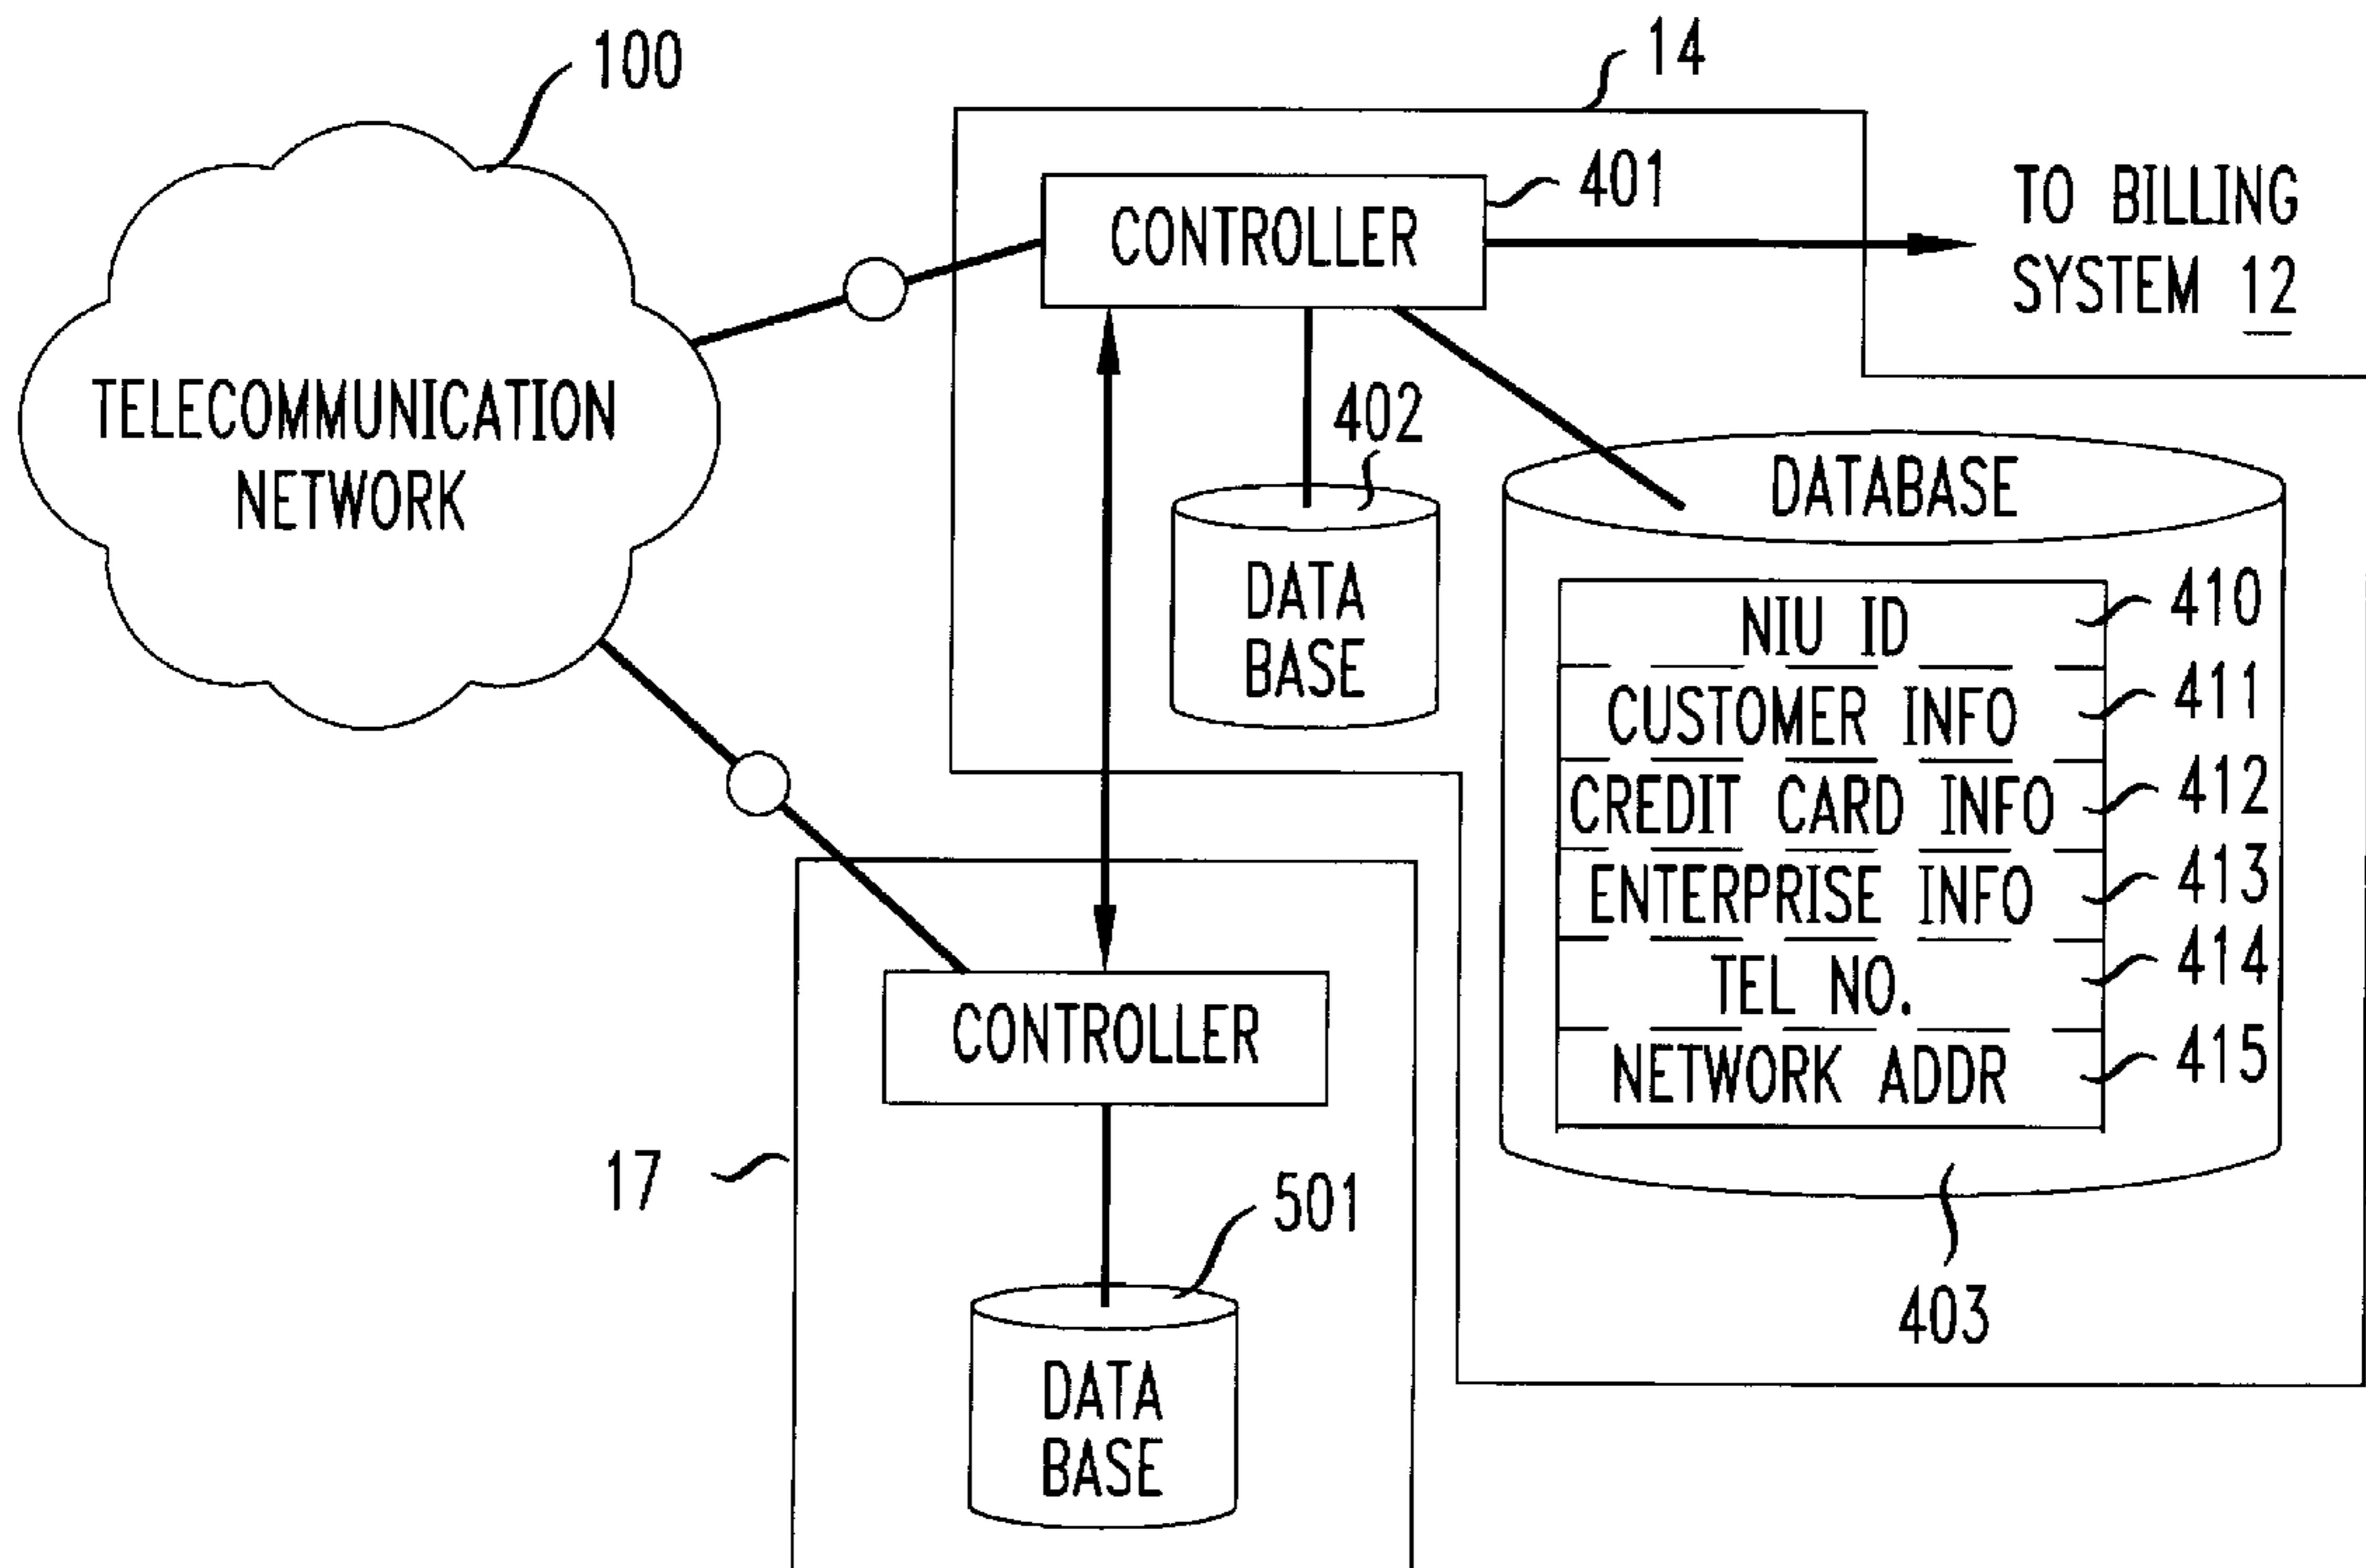 100
14
401
CONTROLLER
TO BILLING
SYSTEM 12
TELECOMMUNICATION
NETWORK
402
DATA
BASE
DATABASE
NIU ID
410
CUSTOMER INFO
411
CREDIT CARD INFO
412
ENTERPRISE INFO
413
TEL NO.
414
NETWORK ADDR
415
403
CONTROLLER
17
501
DATA
BASE